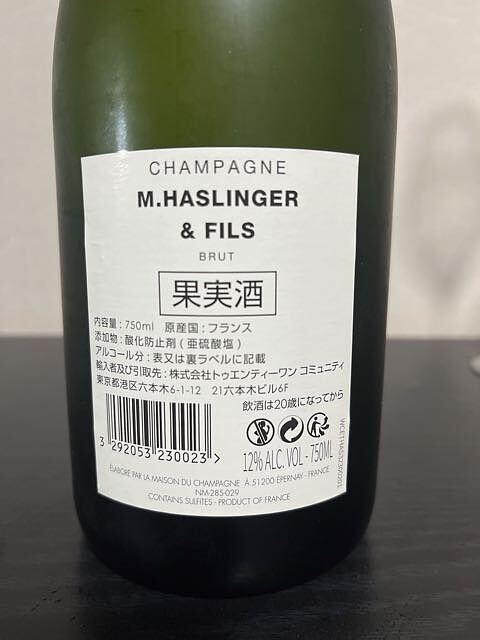 CHAMPAGNE
M.HASLINGER
& FILS
BRUT
果実酒
内容量:750ml 原産国:フランス
添加物:酸化防止剤(亜硫酸塩)
アルコール分:表又は裏ラベルに記載
輸入者及び引取先:株式会社トゥエンティーワン コミュニティ
東京都港区六本木6-1-12 21六本木ビル6F
飲酒は20歳になってから
3 292053 230023 >
12% ALC. VOL - 750ML
ÉLABORÉ PAR LA MAISON DU CHAMPAGNE À 51200 ÉPERNAY - FRANCE
NM-285-029
CONTAINS SULFITES - PRODUCT OF FRANCE